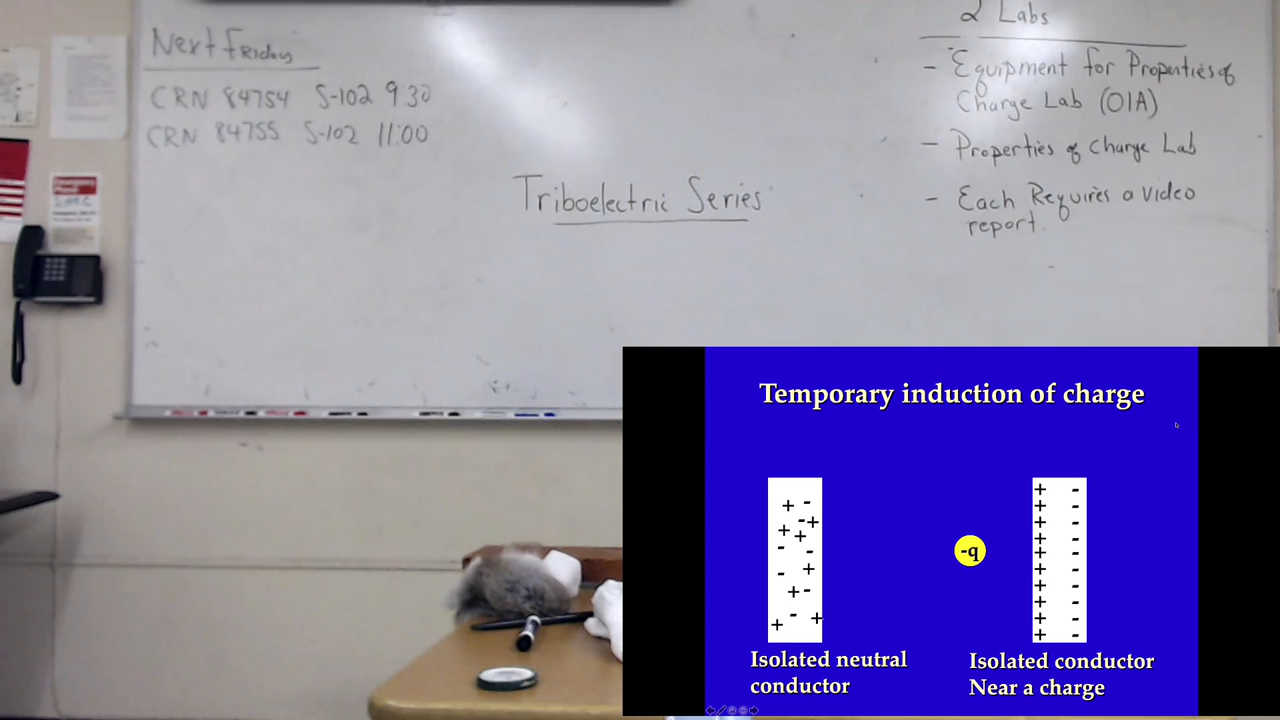 Next Friday
CRN 84754 S-102 9:30
CRN 84755 S-102 11:00
Triboelectric Series
2 Labs
- Equipment for Properties of
Charge Lab (OIA)
- Properties of Charge Lab
- Each Requires a video
report.
Temporary induction of charge
-q
Isolated neutral
conductor
Isolated conductor
Near a charge